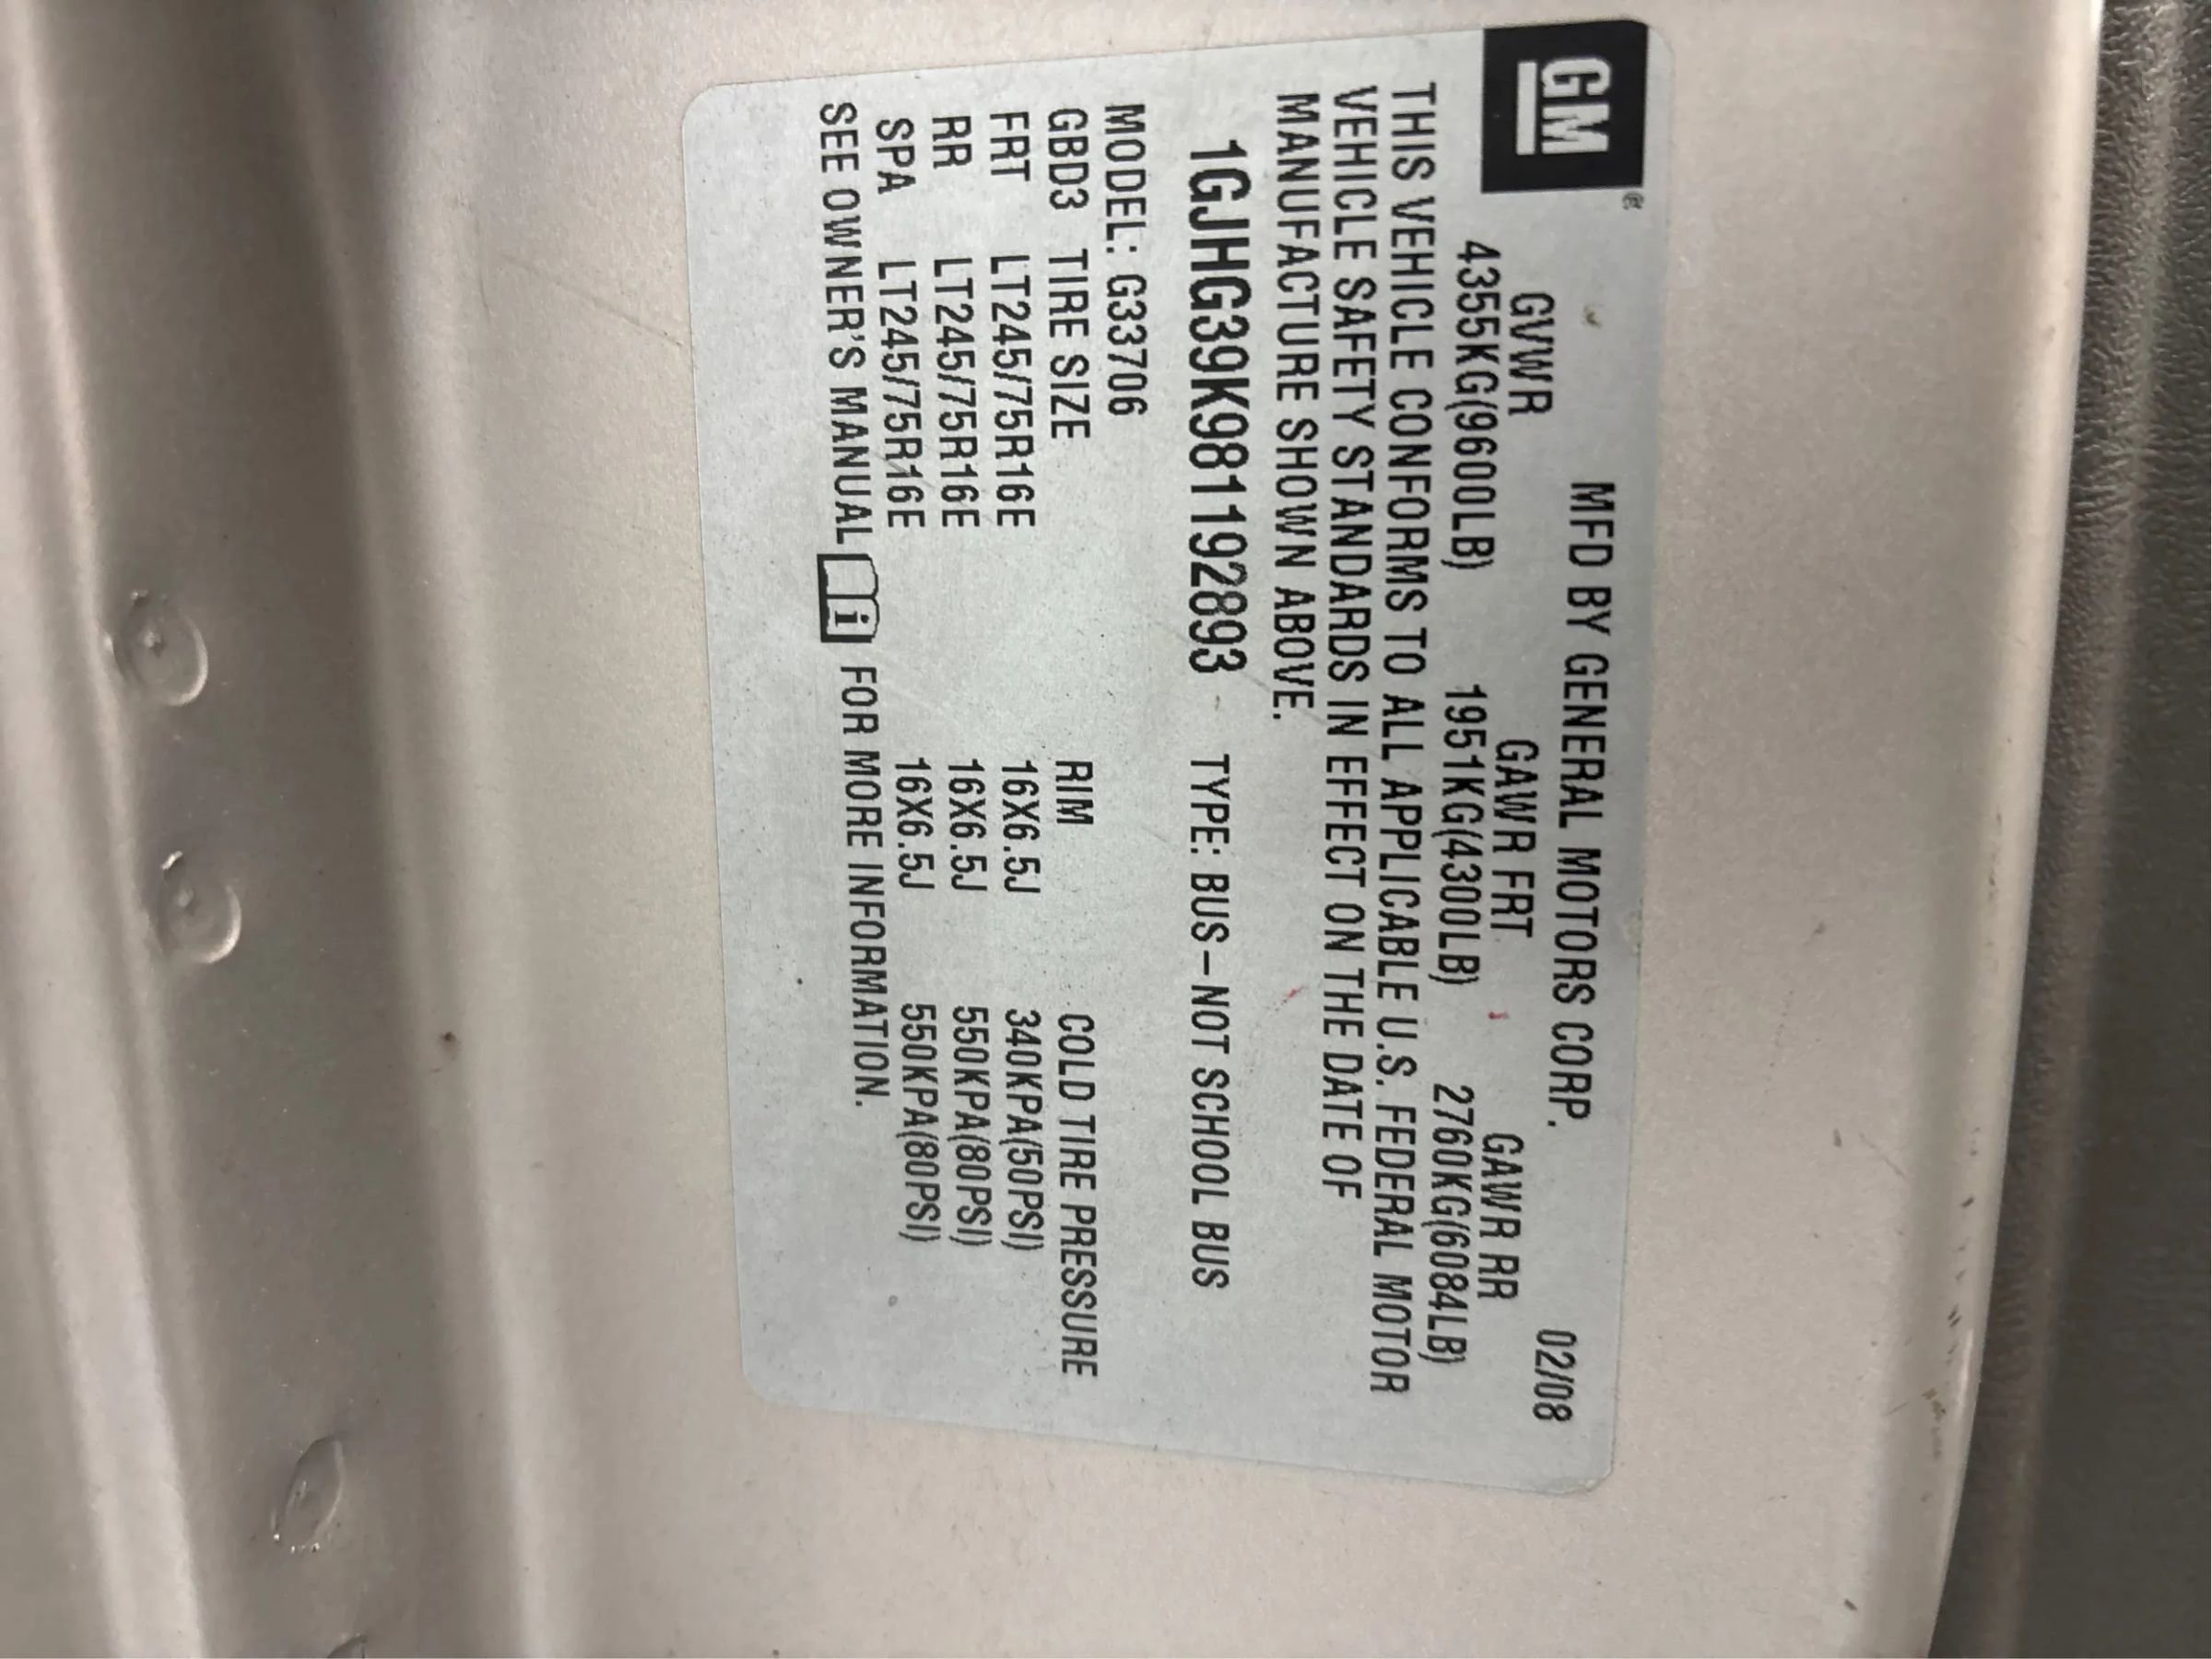 GM®
MFD BY GENERAL MOTORS CORP. 02/08
GVWR GAWR FRT GAWR RR
4355KG(9600LB) 1951KG(4300LB) 2760KG(6084LB)
THIS VEHICLE CONFORMS TO ALL APPLICABLE U.S. FEDERAL MOTOR
VEHICLE SAFETY STANDARDS IN EFFECT ON THE DATE OF
MANUFACTURE SHOWN ABOVE.
1GJHG39K981192893 TYPE: BUS-NOT SCHOOL BUS
MODEL: G33706
GBD3 TIRE SIZE RIM COLD TIRE PRESSURE
FRT LT245/75R16E 16X6.5J 340KPA(50PSI)
RR LT245/75R16E 16X6.5J 550KPA(80PSI)
SPA LT245/75R16E 16X6.5J 550KPA(80PSI)
SEE OWNER'S MANUAL i FOR MORE INFORMATION.